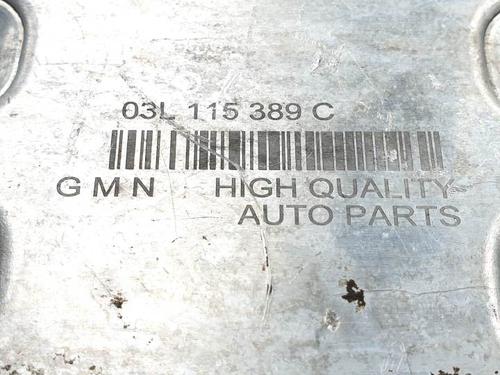 03L 115 389 C
G M N HIGH QUALITY
AUTO PARTS